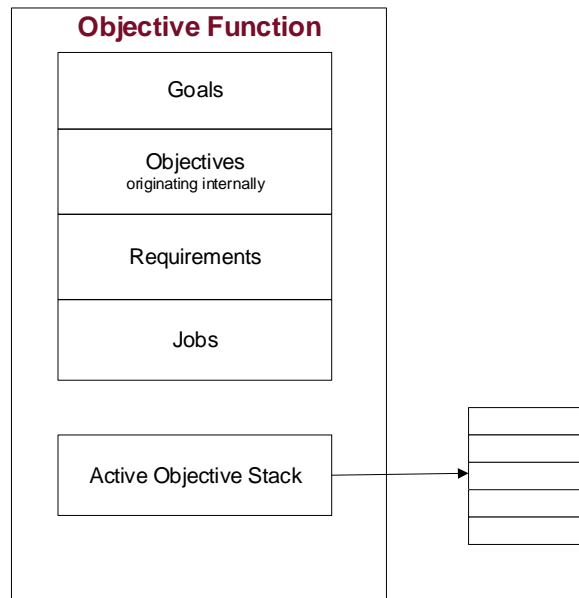 Objective Function
Goals
Objectives
originating internally
Requirements
Jobs
Active Objective Stack